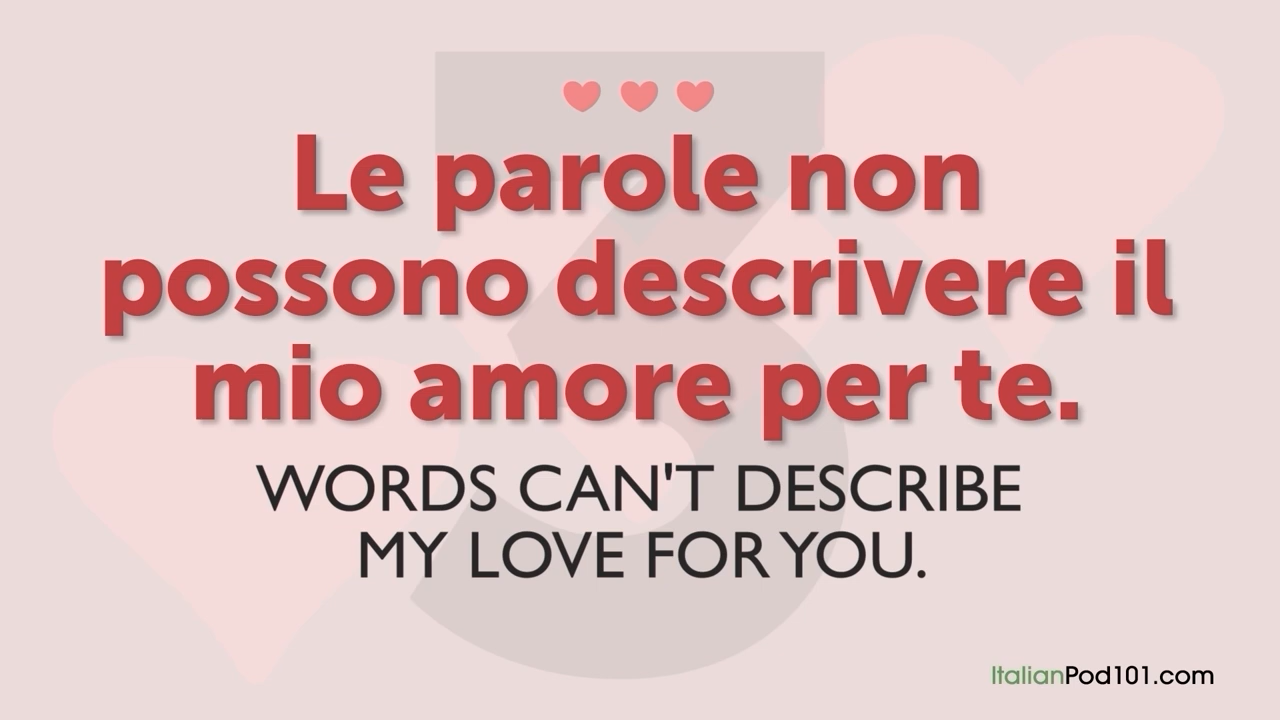 Le parole non
possono descrivere il
mio amore per te.
WORDS CAN'T DESCRIBE
MY LOVE FOR YOU.
ItalianPod101.com
3